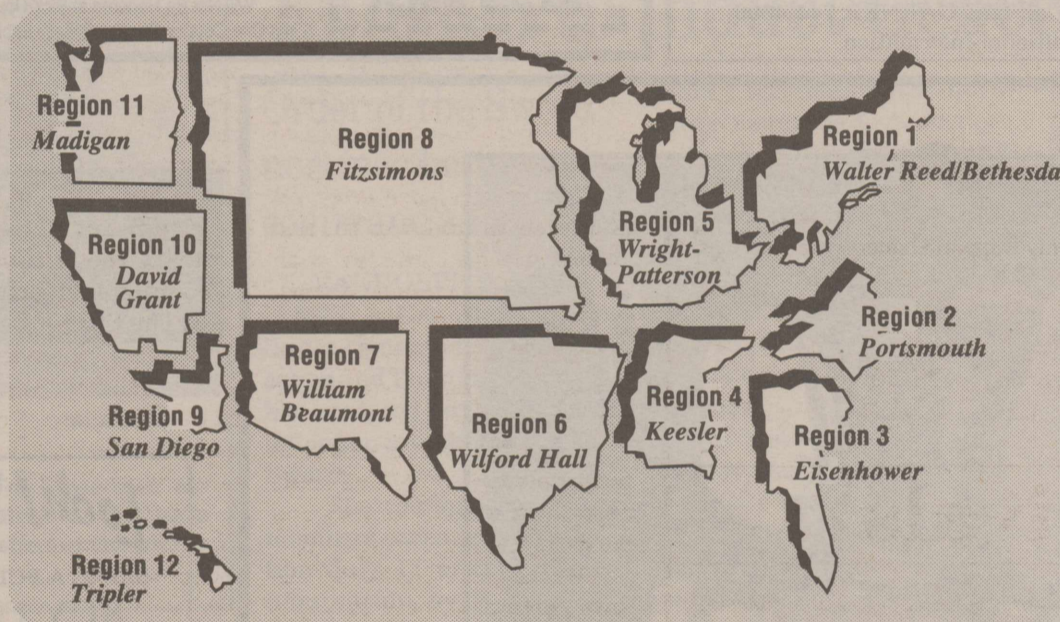 Region 11
Madigan
Region 8
Fitzsimons
Region 1
Walter Reed/Bethesda
Region 5
Wright-
Patterson
Region 10
David
Grant
Region 2
Portsmouth
Region 7
William
Beaumont
Region 9
San Diego
Region 6
Wilford Hall
Region 4
Keesler
Region 3
Eisenhower
Region 12
Tripler